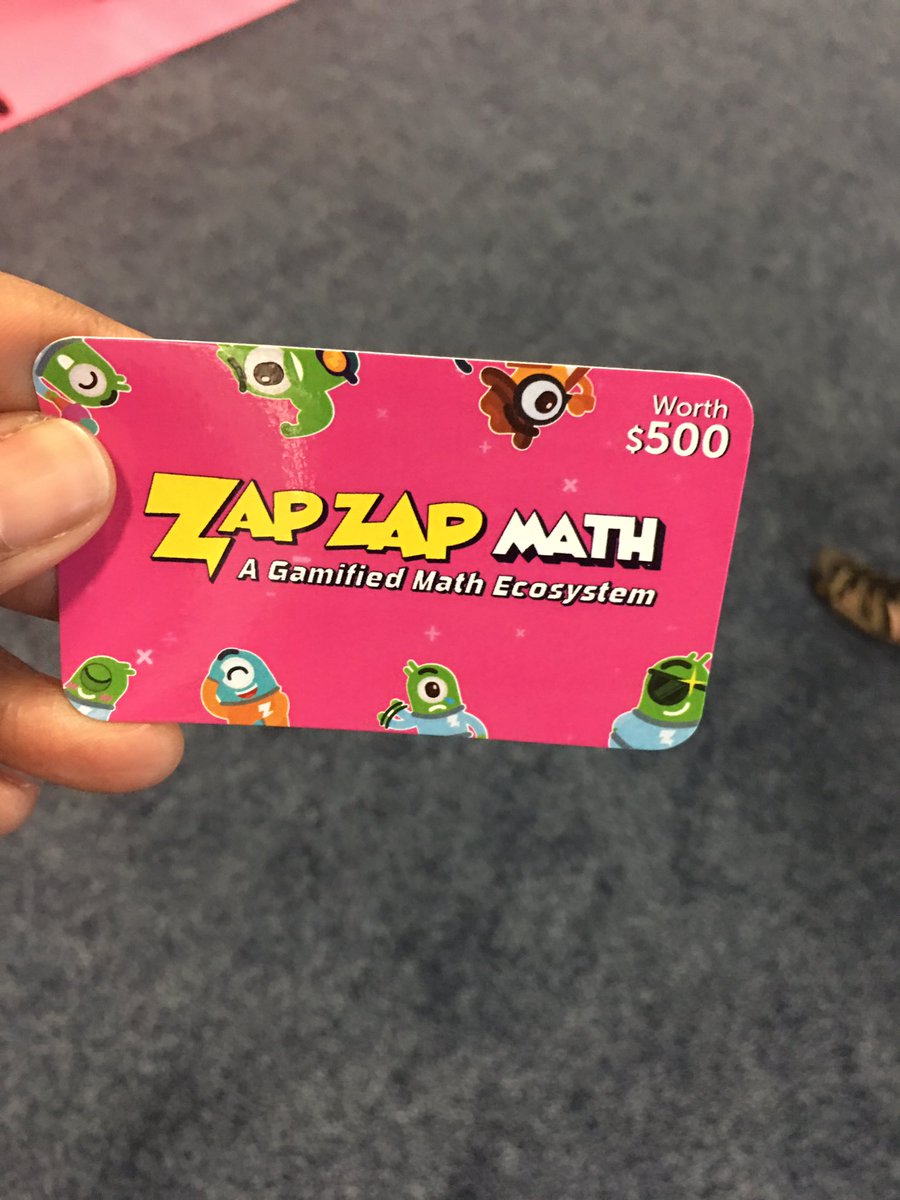 Worth
$500
ZAP ZAP MATH
A Gamified Math Ecosystem